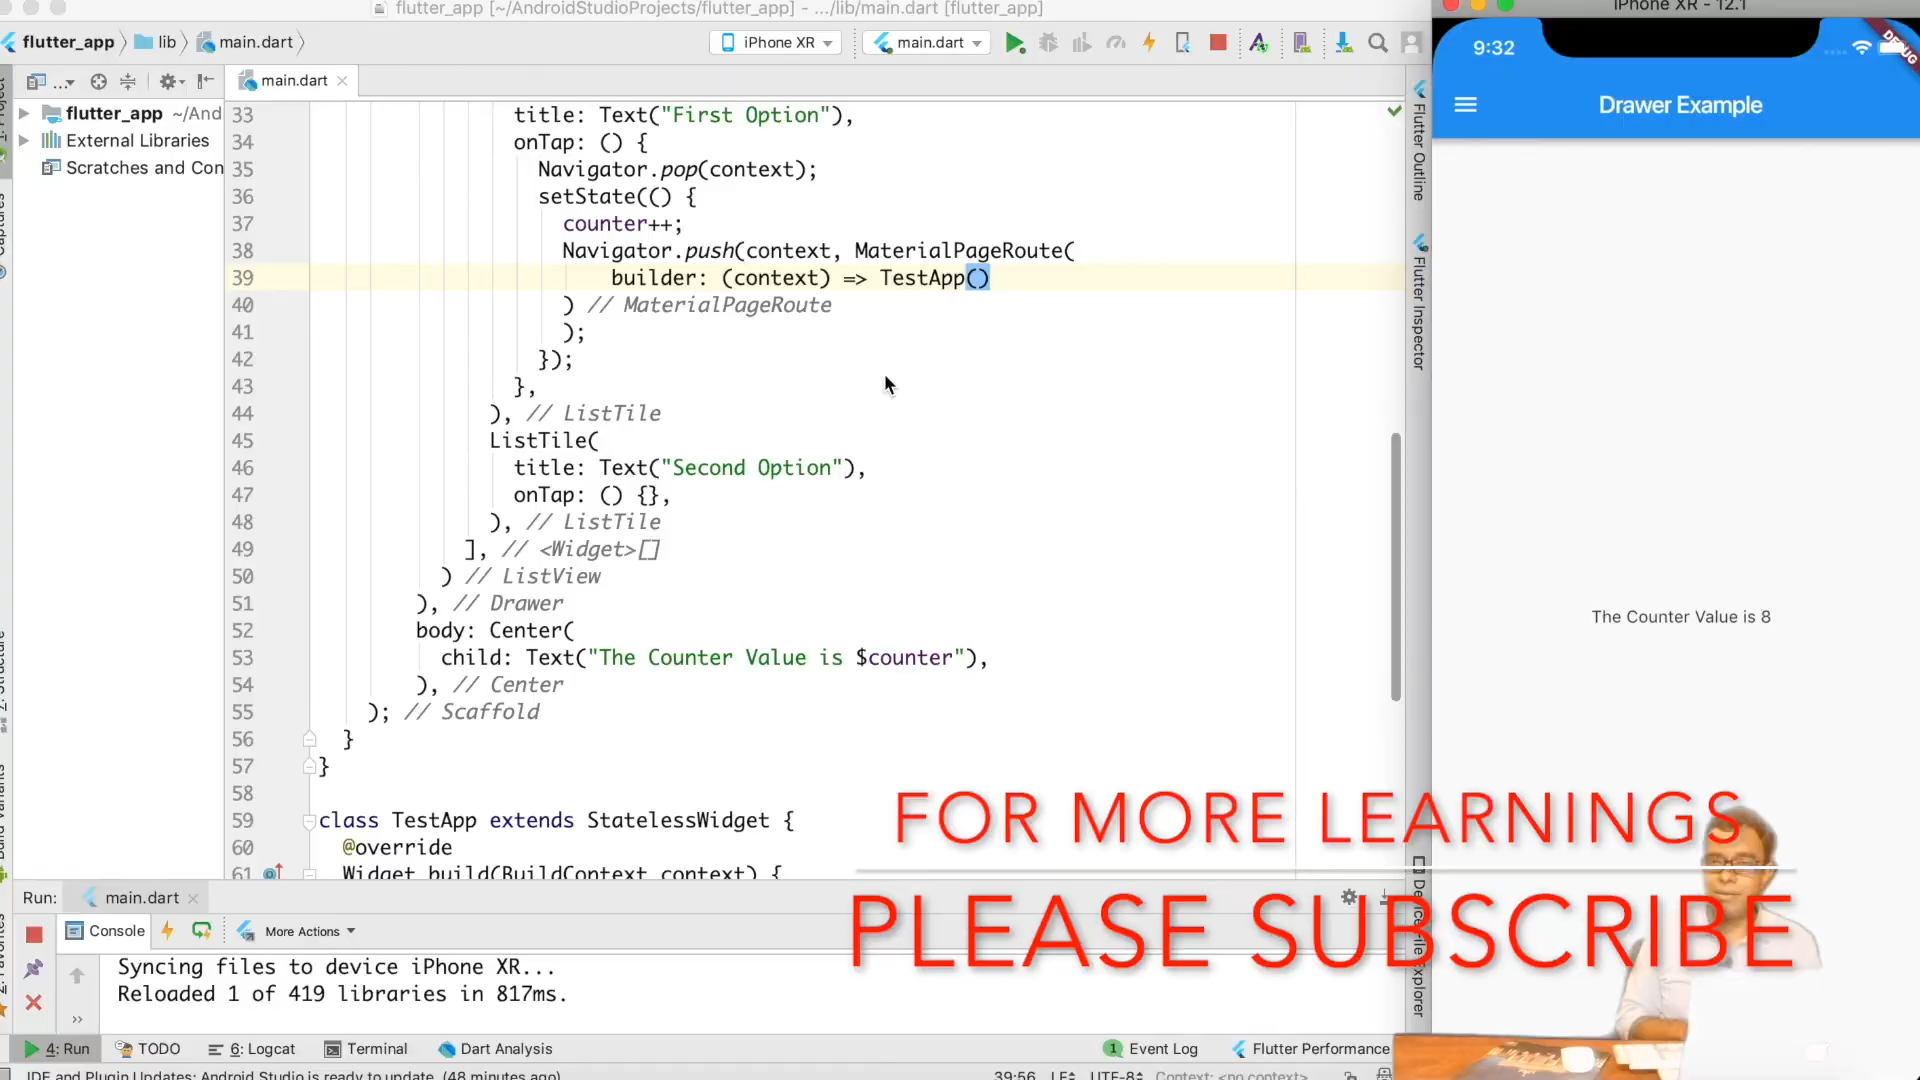 flutter_app [~/AndroidStudioProjects/flutter_app] - .../lib/main.dart [flutter_app]
iPhone XR - 12.1
flutter_app
lib
main.dart
iPhone XR
main.dart
9:32
DEBUG
Drawer Example
main.dart
flutter_app ~/And
External Libraries
Scratches and Con
33 title: Text("First Option"),
34 onTap: () {
35 Navigator.pop(context);
36 setState(() {
37 counter++;
38 Navigator.push(context, MaterialPageRoute(
39 builder: (context) => TestApp()
40 ) // MaterialPageRoute
41 );
42 });
43 },
44 ), // ListTile
45 ListTile(
46 title: Text("Second Option"),
47 onTap: () {},
48 ), // ListTile
49 ], // <Widget>[]
50 ) // ListView
51 ), // Drawer
52 body: Center(
53 child: Text("The Counter Value is $counter"),
54 ), // Center
55 ); // Scaffold
56 }
57 }
58
59 class TestApp extends StatelessWidget {
60 @override
61 Widget build(BuildContext context) {
Flutter Outline
Flutter Inspector
The Counter Value is 8
FOR MORE LEARNINGS
PLEASE SUBSCRIBE
Run: main.dart
Console
More Actions
Syncing files to device iPhone XR...
Reloaded 1 of 419 libraries in 817ms.
4: Run
TODO
6: Logcat
Terminal
Dart Analysis
1 Event Log
Flutter Performance
IDE and Plugin Updates: Android Studio is ready to update. (48 minutes ago)
39:56 LF UTF-8 Context: <no context>